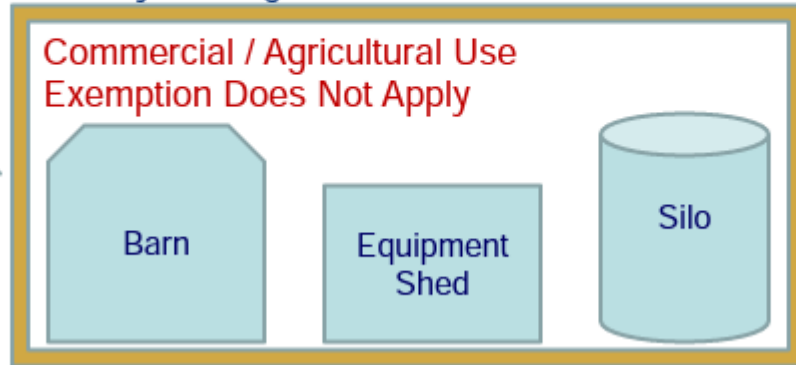 Commercial / Agricultural Use
Exemption Does Not Apply
Barn
Equipment
Shed
Silo